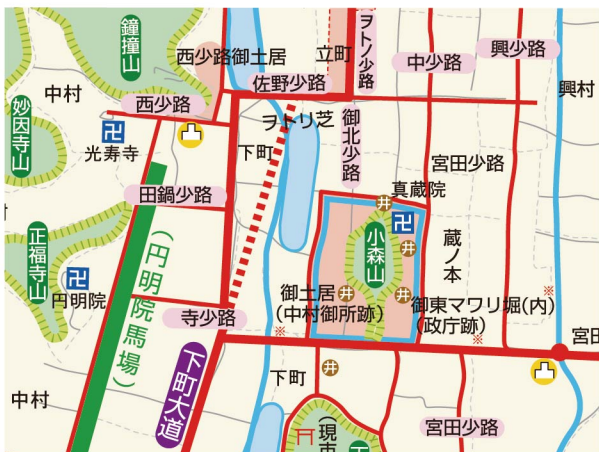 鐘撞山
中村
妙因寺山
西少路
光寿寺
西少路御土居
佐野少路
立町
ヲトノ少路
中少路
興少路
興村
ヲトリ芝
下町
御北少路
宮田少路
田鍋少路
真蔵院
井
正福寺山
円明院
(円明院馬場)
小森山
井
蔵ノ本
御土居
(中村御所跡)
井
井
御東マワリ堀(内)
(政庁跡)
※
※
※
寺少路
宮田
下町大道
下町
井
中村
(現市
宮田少路